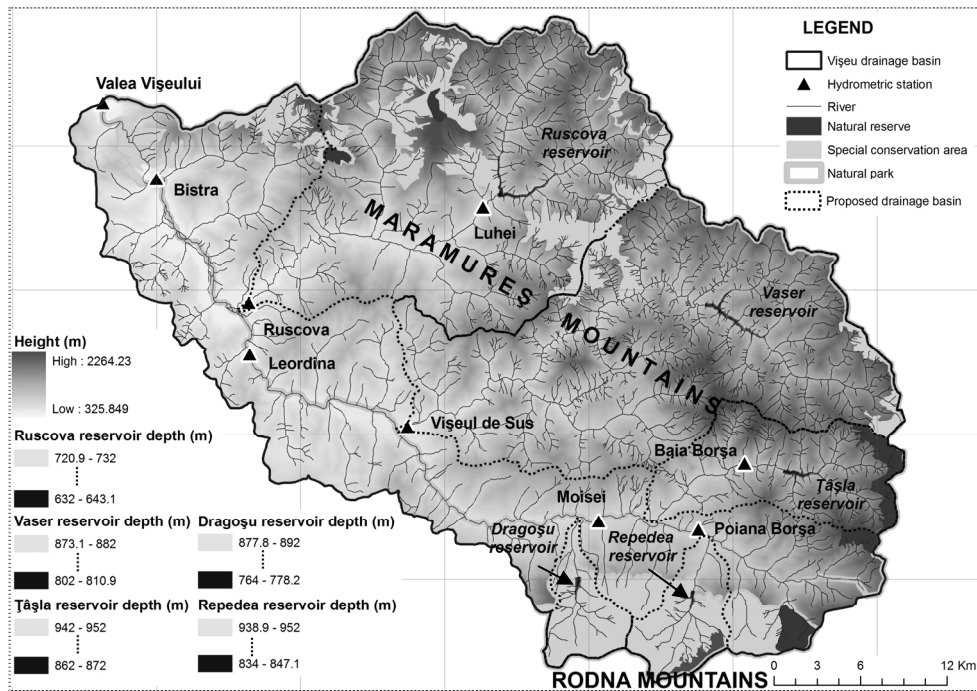 LEGEND
Vişeu drainage basin
Hydrometric station
River
Natural reserve
Special conservation area
Natural park
Proposed drainage basin
Valea Vişeului
Bistra
Ruscova
reservoir
Luhei
MARAMUREŞ
MOUNTAINS
Vaser
reservoir
Ruscova
Leordina
Vişeul de Sus
Baia Borşa
Ţâşla
reservoir
Moisei
Poiana Borşa
Dragoşu
reservoir
Repedea
reservoir
RODNA MOUNTAINS
0 3 6 12 Km
Height (m)
High : 2264.23
Low : 325.849
Ruscova reservoir depth (m)
720.9 - 732
632 - 643.1
Vaser reservoir depth (m)
873.1 - 882
802 - 810.9
Dragoşu reservoir depth (m)
877.8 - 892
764 - 778.2
Ţâşla reservoir depth (m)
942 - 952
862 - 872
Repedea reservoir depth (m)
938.9 - 952
834 - 847.1